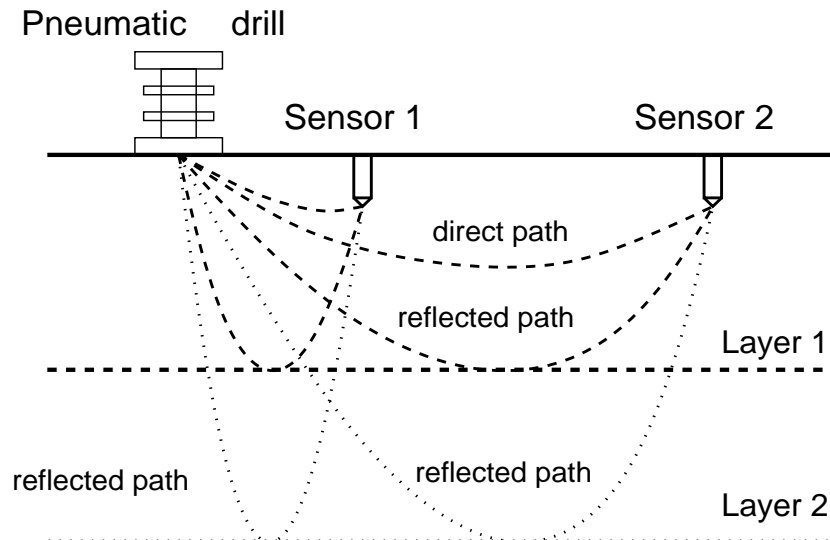 Pneumatic drill
Sensor 1
Sensor 2
direct path
reflected path
Layer 1
reflected path
reflected path
Layer 2